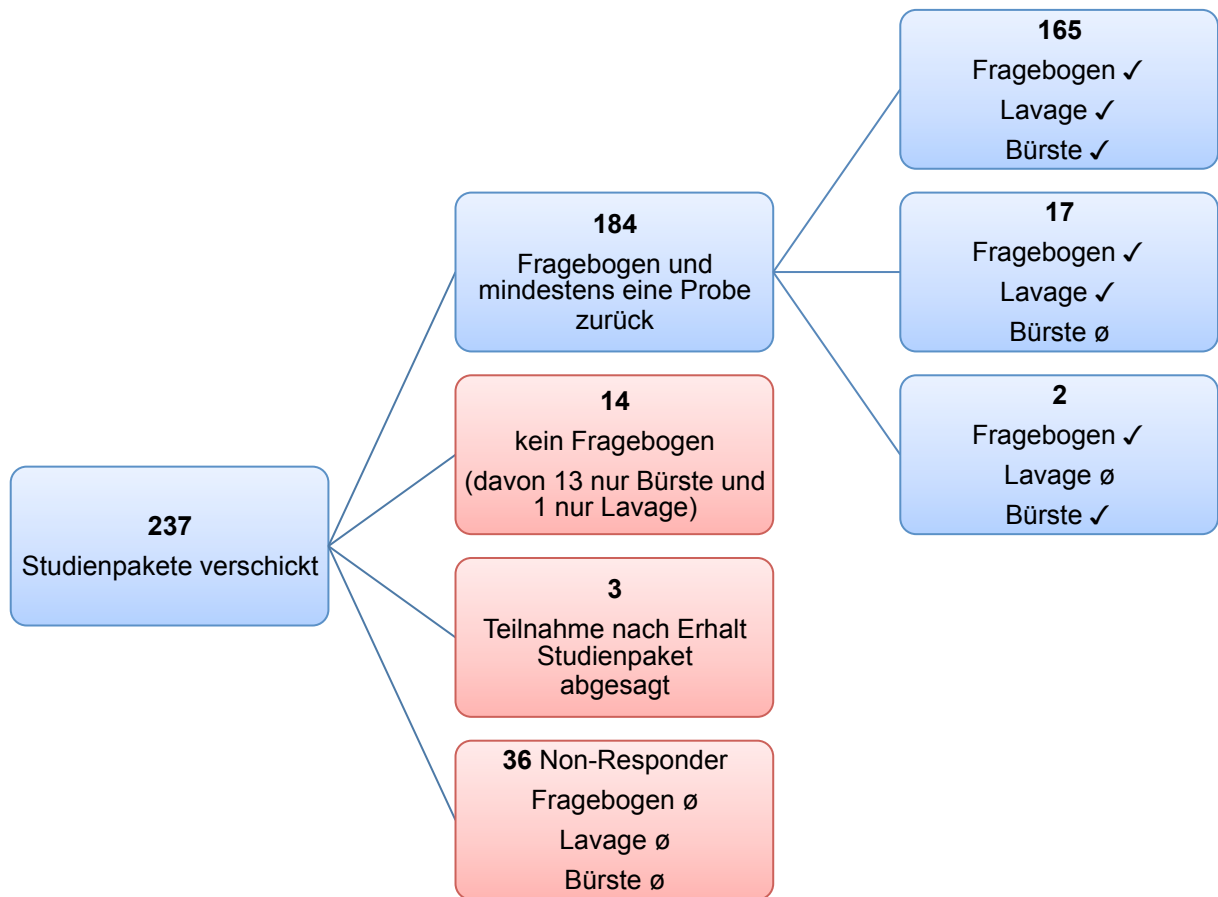 237
Studienpakete verschickt
184
Fragebogen und
mindestens eine Probe
zurück
14
kein Fragebogen
(davon 13 nur Bürste und
1 nur Lavage)
3
Teilnahme nach Erhalt
Studienpaket
abgesagt
36 Non-Responder
Fragebogen ø
Lavage ø
Bürste ø
165
Fragebogen ✓
Lavage ✓
Bürste ✓
17
Fragebogen ✓
Lavage ✓
Bürste ø
2
Fragebogen ✓
Lavage ø
Bürste ✓